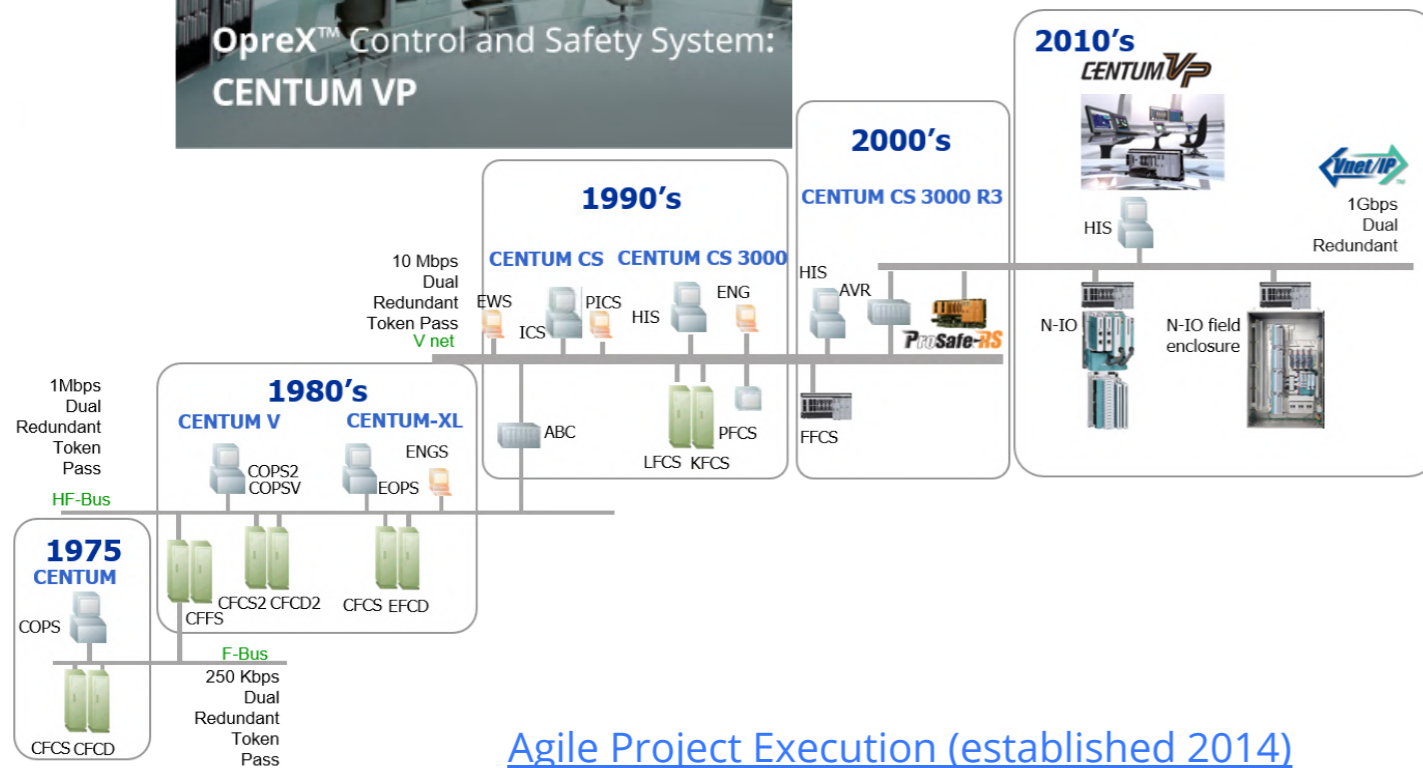 OpreX™ Control and Safety System:
CENTUM VP
2010's
CENTUM VP
Vnet/IP™
1Gbps
Dual
Redundant
HIS
N-IO
N-IO field
enclosure
2000's
CENTUM CS 3000 R3
HIS
AVR
ProSafe-RS
FFCS
1990's
CENTUM CS
CENTUM CS 3000
10 Mbps
Dual
Redundant
Token Pass
V net
EWS
ICS
PICS
HIS
ENG
ABC
LFCS
KFCS
PFCS
1980's
CENTUM V
CENTUM-XL
1Mbps
Dual
Redundant
Token
Pass
HF-Bus
COPS2
COPSV
EOPS
ENGS
CFFS
CFCS2 CFCD2
CFCS EFCD
1975
CENTUM
COPS
CFCS CFCD
F-Bus
250 Kbps
Dual
Redundant
Token
Pass
Agile Project Execution (established 2014)